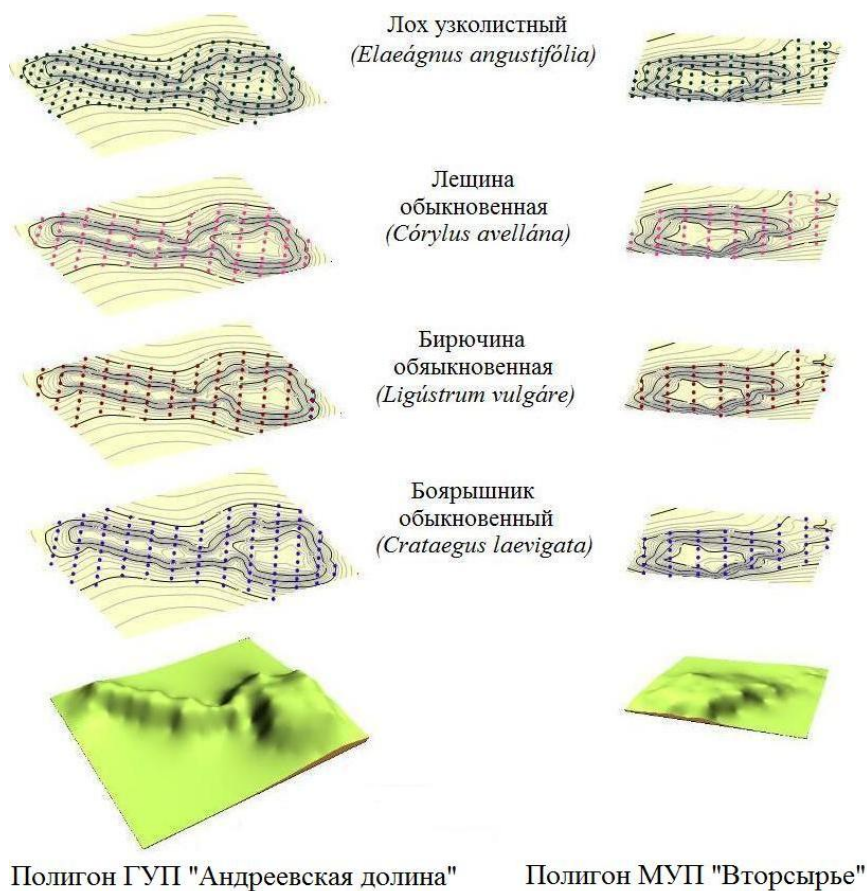 Лох узколистный
(Elaeágnus angustifólia)
Лещина
обыкновенная
(Córylus avellána)
Бирючина
обяыкновенная
(Ligústrum vulgáre)
Боярышник
обыкновенный
(Crataegus laevigata)
Полигон ГУП "Андреевская долина"
Полигон МУП "Вторсырье"